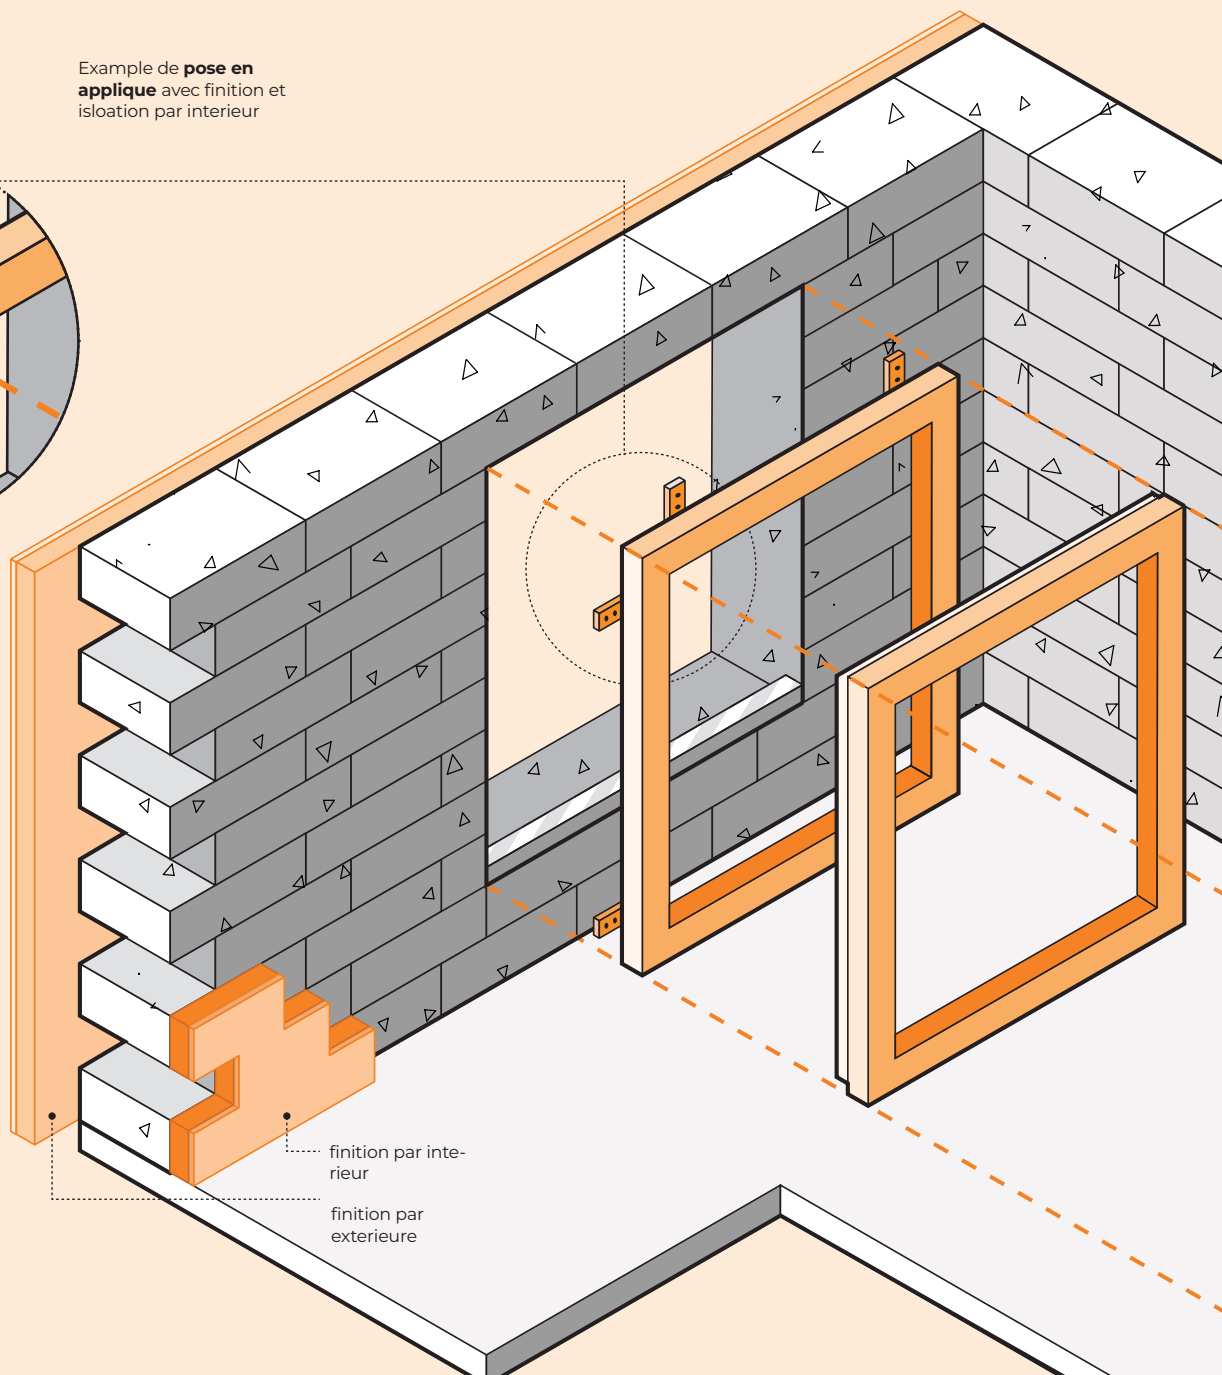 Example de pose en
applique avec finition et
isloation par interieur
finition par inte-
rieur
finition par
exterieure